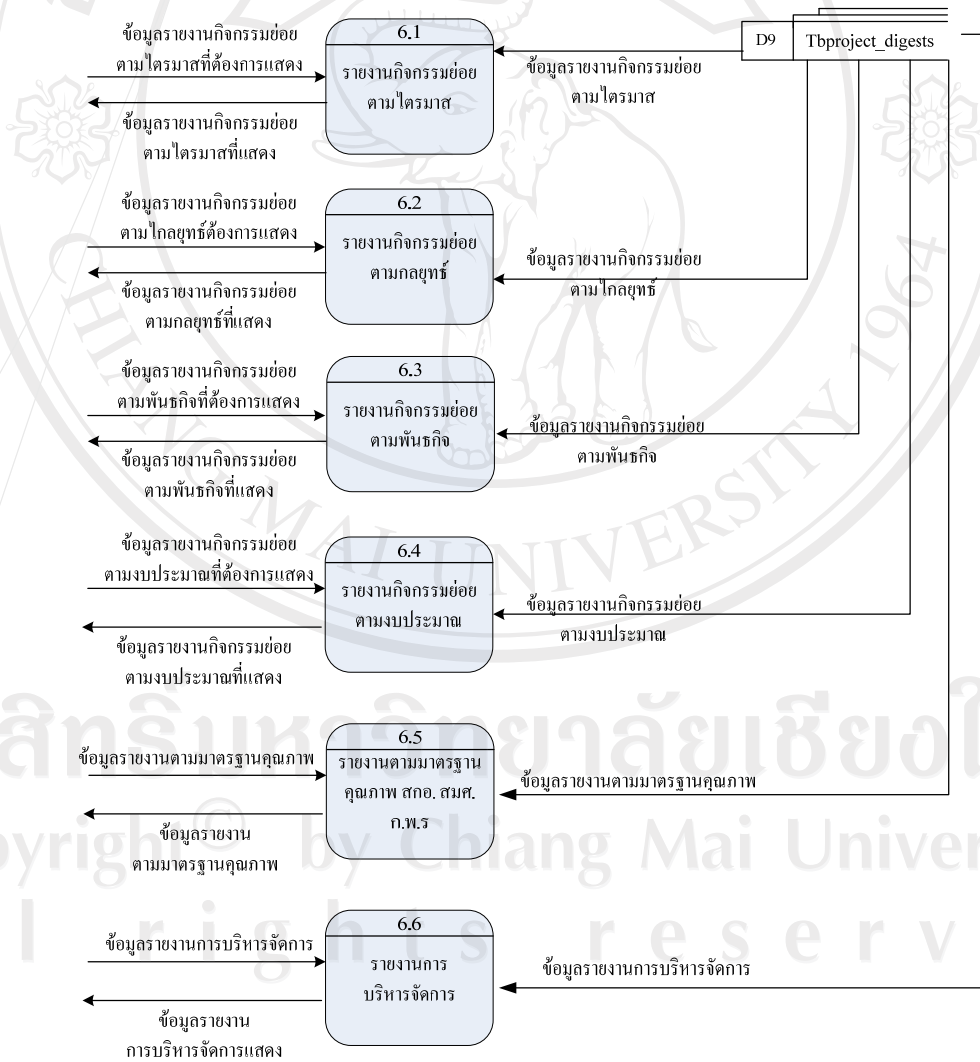 ข้อมูลรายงานกิจกรรมย่อย
ตามไตรมาสที่ต้องการแสดง
ข้อมูลรายงานกิจกรรมย่อย
ตามไตรมาสที่แสดง
6.1
รายงานกิจกรรมย่อย
ตามไตรมาส
ข้อมูลรายงานกิจกรรมย่อย
ตามไตรมาส
D9 Tbproject_digests
ข้อมูลรายงานกิจกรรมย่อย
ตามไกลยุทธ์ต้องการแสดง
ข้อมูลรายงานกิจกรรมย่อย
ตามกลยุทธ์ที่แสดง
6.2
รายงานกิจกรรมย่อย
ตามกลยุทธ์
ข้อมูลรายงานกิจกรรมย่อย
ตามไกลยุทธ์
ข้อมูลรายงานกิจกรรมย่อย
ตามพันธกิจที่ต้องการแสดง
ข้อมูลรายงานกิจกรรมย่อย
ตามพันธกิจที่แสดง
6.3
รายงานกิจกรรมย่อย
ตามพันธกิจ
ข้อมูลรายงานกิจกรรมย่อย
ตามพันธกิจ
ข้อมูลรายงานกิจกรรมย่อย
ตามงบประมาณที่ต้องการแสดง
ข้อมูลรายงานกิจกรรมย่อย
ตามงบประมาณที่แสดง
6.4
รายงานกิจกรรมย่อย
ตามงบประมาณ
ข้อมูลรายงานกิจกรรมย่อย
ตามงบประมาณ
ข้อมูลรายงานตามมาตรฐานคุณภาพ
ข้อมูลรายงาน
ตามมาตรฐานคุณภาพ
6.5
รายงานตามมาตรฐาน
คุณภาพ สกอ. สมศ.
ก.พ.ร
ข้อมูลรายงานตามมาตรฐานคุณภาพ
ข้อมูลรายงานการบริหารจัดการ
ข้อมูลรายงาน
การบริหารจัดการแสดง
6.6
รายงานการ
บริหารจัดการ
ข้อมูลรายงานการบริหารจัดการ
CHIANG MAI UNIVERSITY 1964
by Chiang Mai
rights